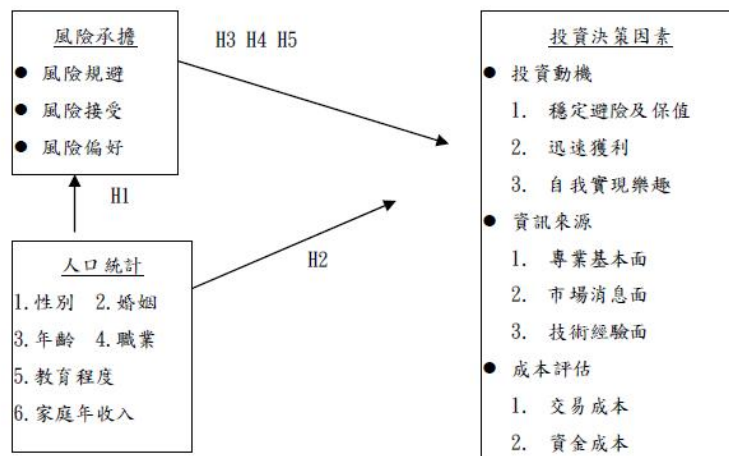 風險承擔
● 風險規避
● 風險接受
● 風險偏好
H3 H4 H5
H1
人口統計
1.性別 2.婚姻
3.年齡 4.職業
5.教育程度
6.家庭年收入
H2
投資決策因素
● 投資動機
1. 穩定避險及保值
2. 迅速獲利
3. 自我實現樂趣
● 資訊來源
1. 專業基本面
2. 市場消息面
3. 技術經驗面
● 成本評估
1. 交易成本
2. 資金成本